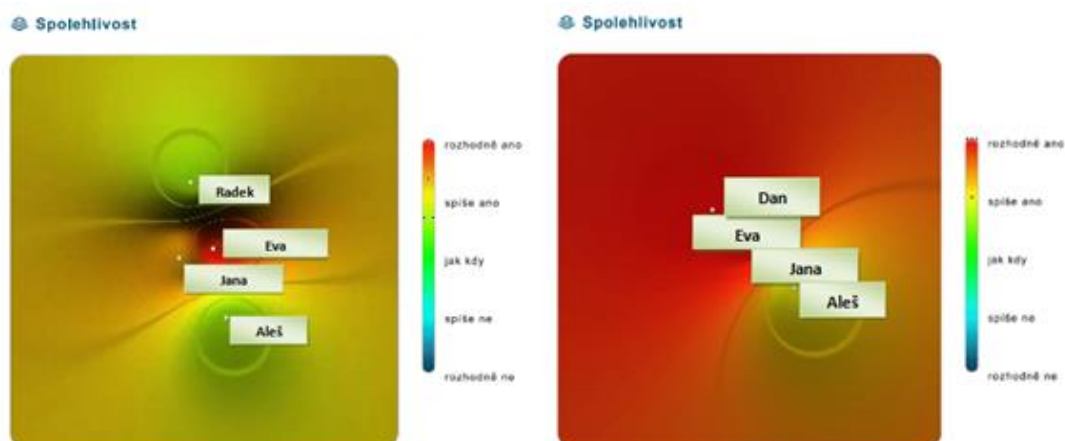 Spolehlivost
Radek
Eva
Jana
Aleš
rozhodně ano
spíše ano
jak kdy
spíše ne
rozhodně ne
Spolehlivost
Dan
Eva
Jana
Aleš
rozhodně ano
spíše ano
jak kdy
spíše ne
rozhodně ne